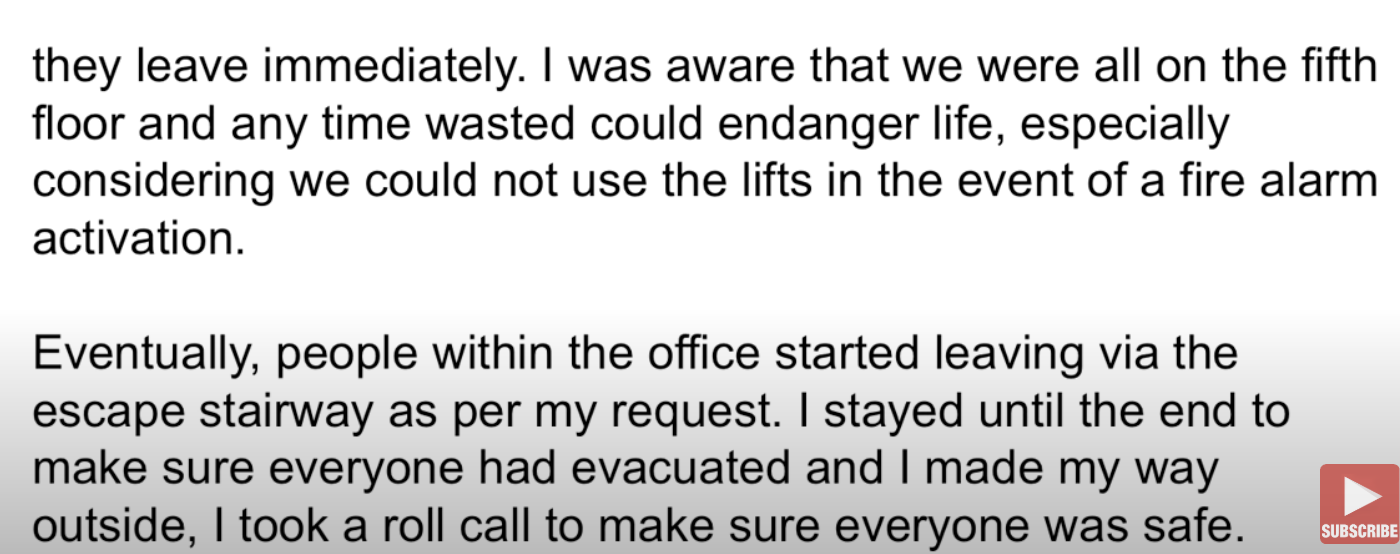 they leave immediately. I was aware that we were all on the fifth
floor and any time wasted could endanger life, especially
considering we could not use the lifts in the event of a fire alarm
activation.
Eventually, people within the office started leaving via the
escape stairway as per my request. I stayed until the end to
make sure everyone had evacuated and I made my way
outside, I took a roll call to make sure everyone was safe.
SUBSCRIBE